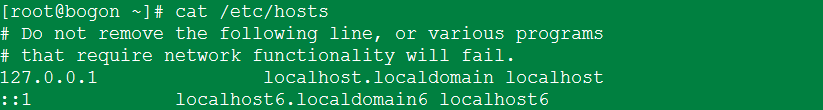 [root@bogon ~]# cat /etc/hosts
# Do not remove the following line, or various programs
# that require network functionality will fail.
127.0.0.1               localhost.localdomain localhost
::1             localhost6.localdomain6 localhost6